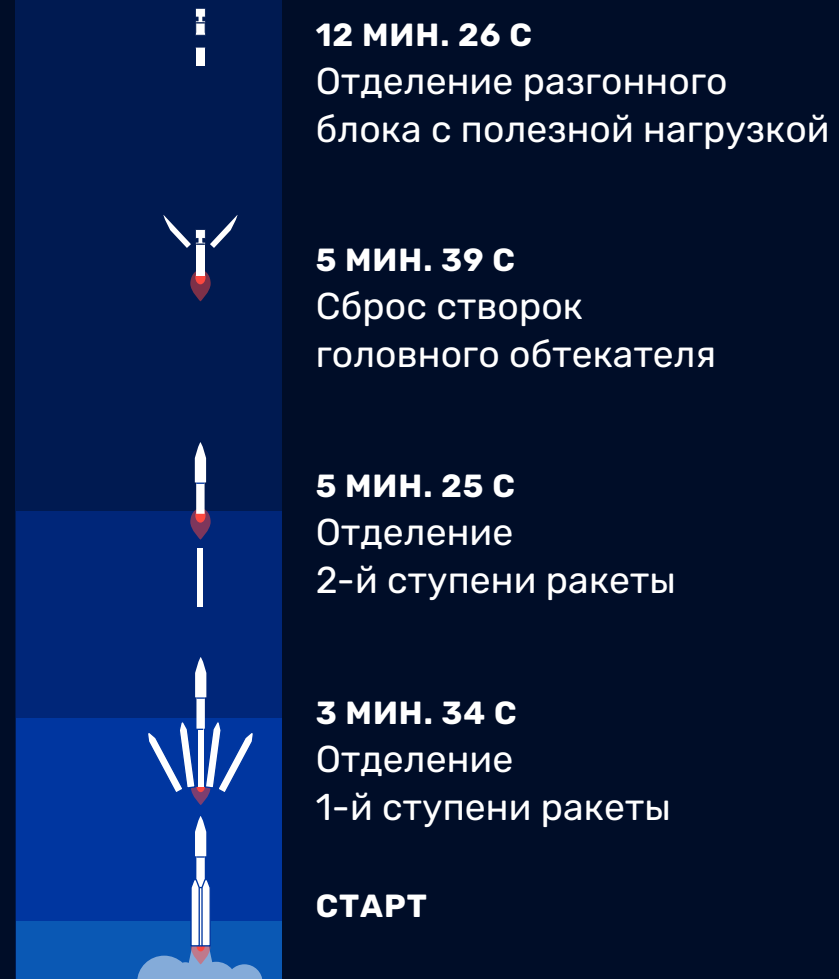 12 МИН. 26 С
Отделение разгонного
блока с полезной нагрузкой
5 МИН. 39 С
Сброс створок
головного обтекателя
5 МИН. 25 С
Отделение
2-й ступени ракеты
3 МИН. 34 С
Отделение
1-й ступени ракеты
СТАРТ